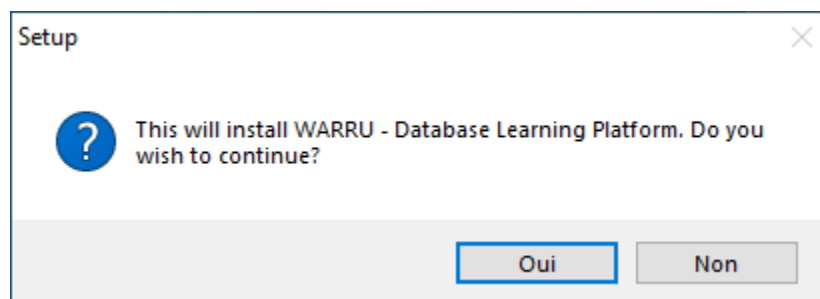 Setup
This will install WARRU - Database Learning Platform. Do you
wish to continue?
Oui
Non